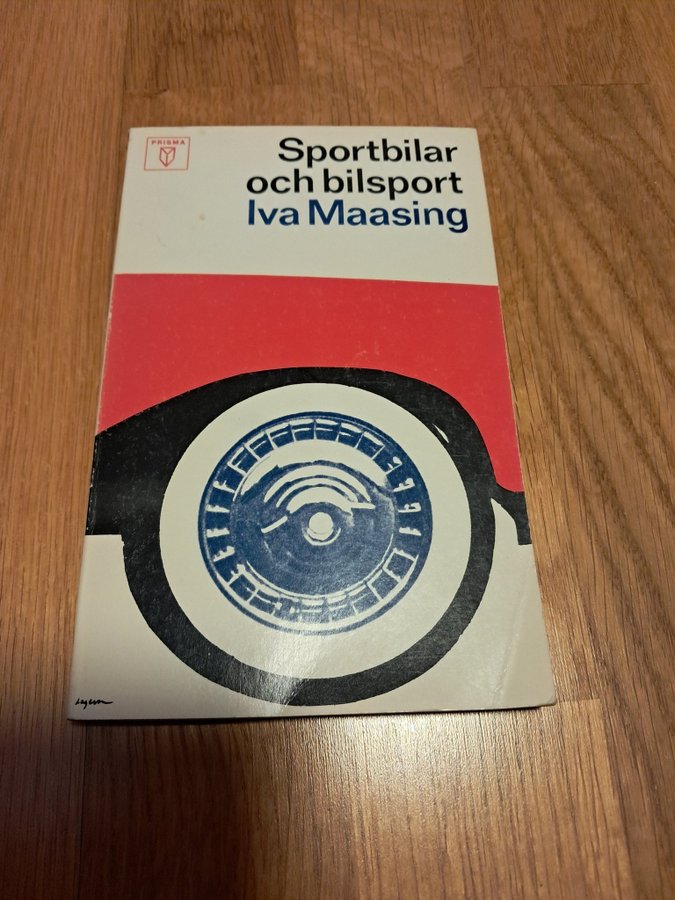 PRISMA
Sportbilar
och bilsport
Iva Maasing